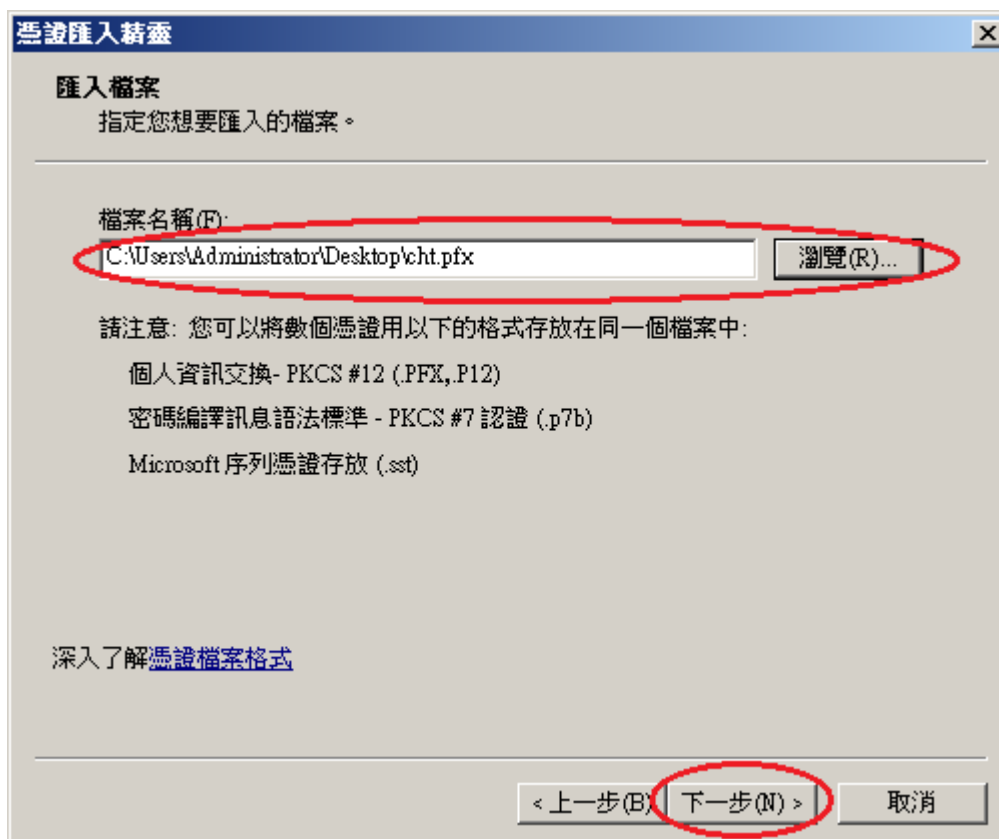 憑證匯入精靈
匯入檔案
指定您想要匯入的檔案。
檔案名稱(F):
C:\Users\Administrator\Desktop\cht.pfx
瀏覽(R)...
請注意: 您可以將數個憑證用以下的格式存放在同一個檔案中:
個人資訊交換- PKCS #12 (.PFX,.P12)
密碼編譯訊息語法標準 - PKCS #7 認證 (.p7b)
Microsoft 序列憑證存放 (.sst)
深入了解憑證檔案格式
< 上一步(B) 下一步(N) > 取消